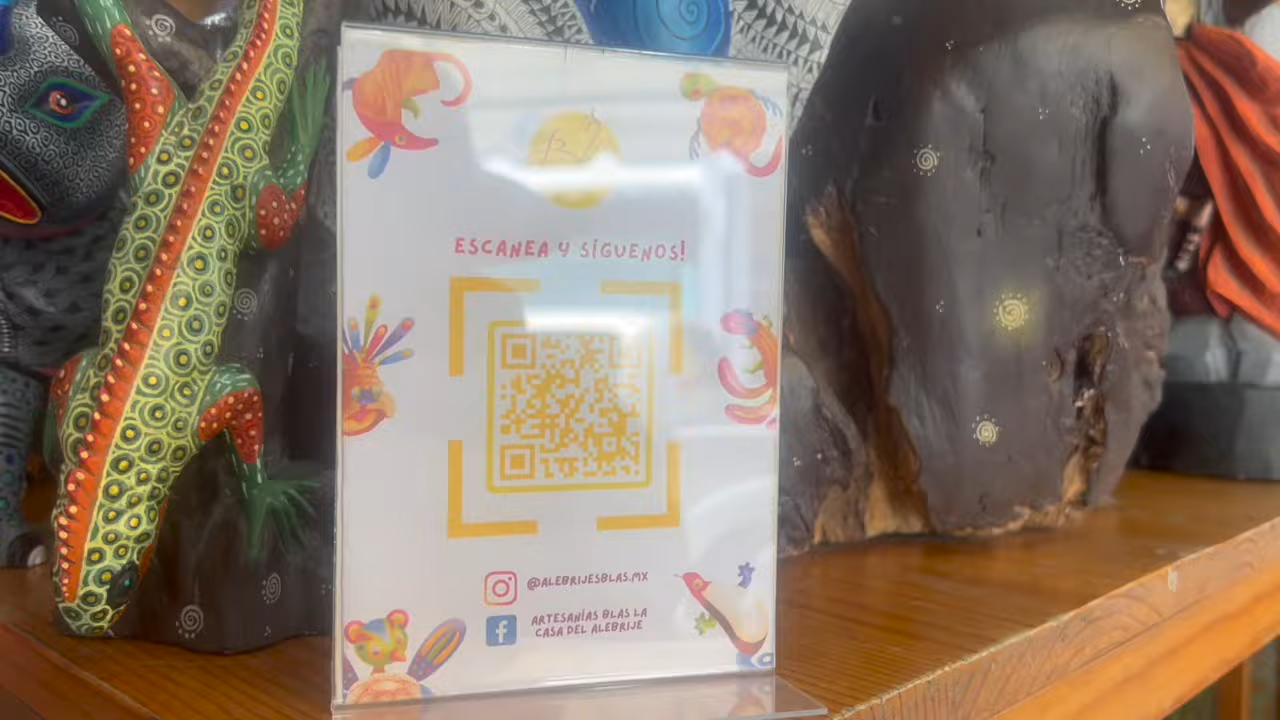 ESCANEA Y SÍGUENOS!
@ALEBRIJESBLAS.MX
ARTESANÍAS BLAS LA
CASA DEL ALEBRIJE